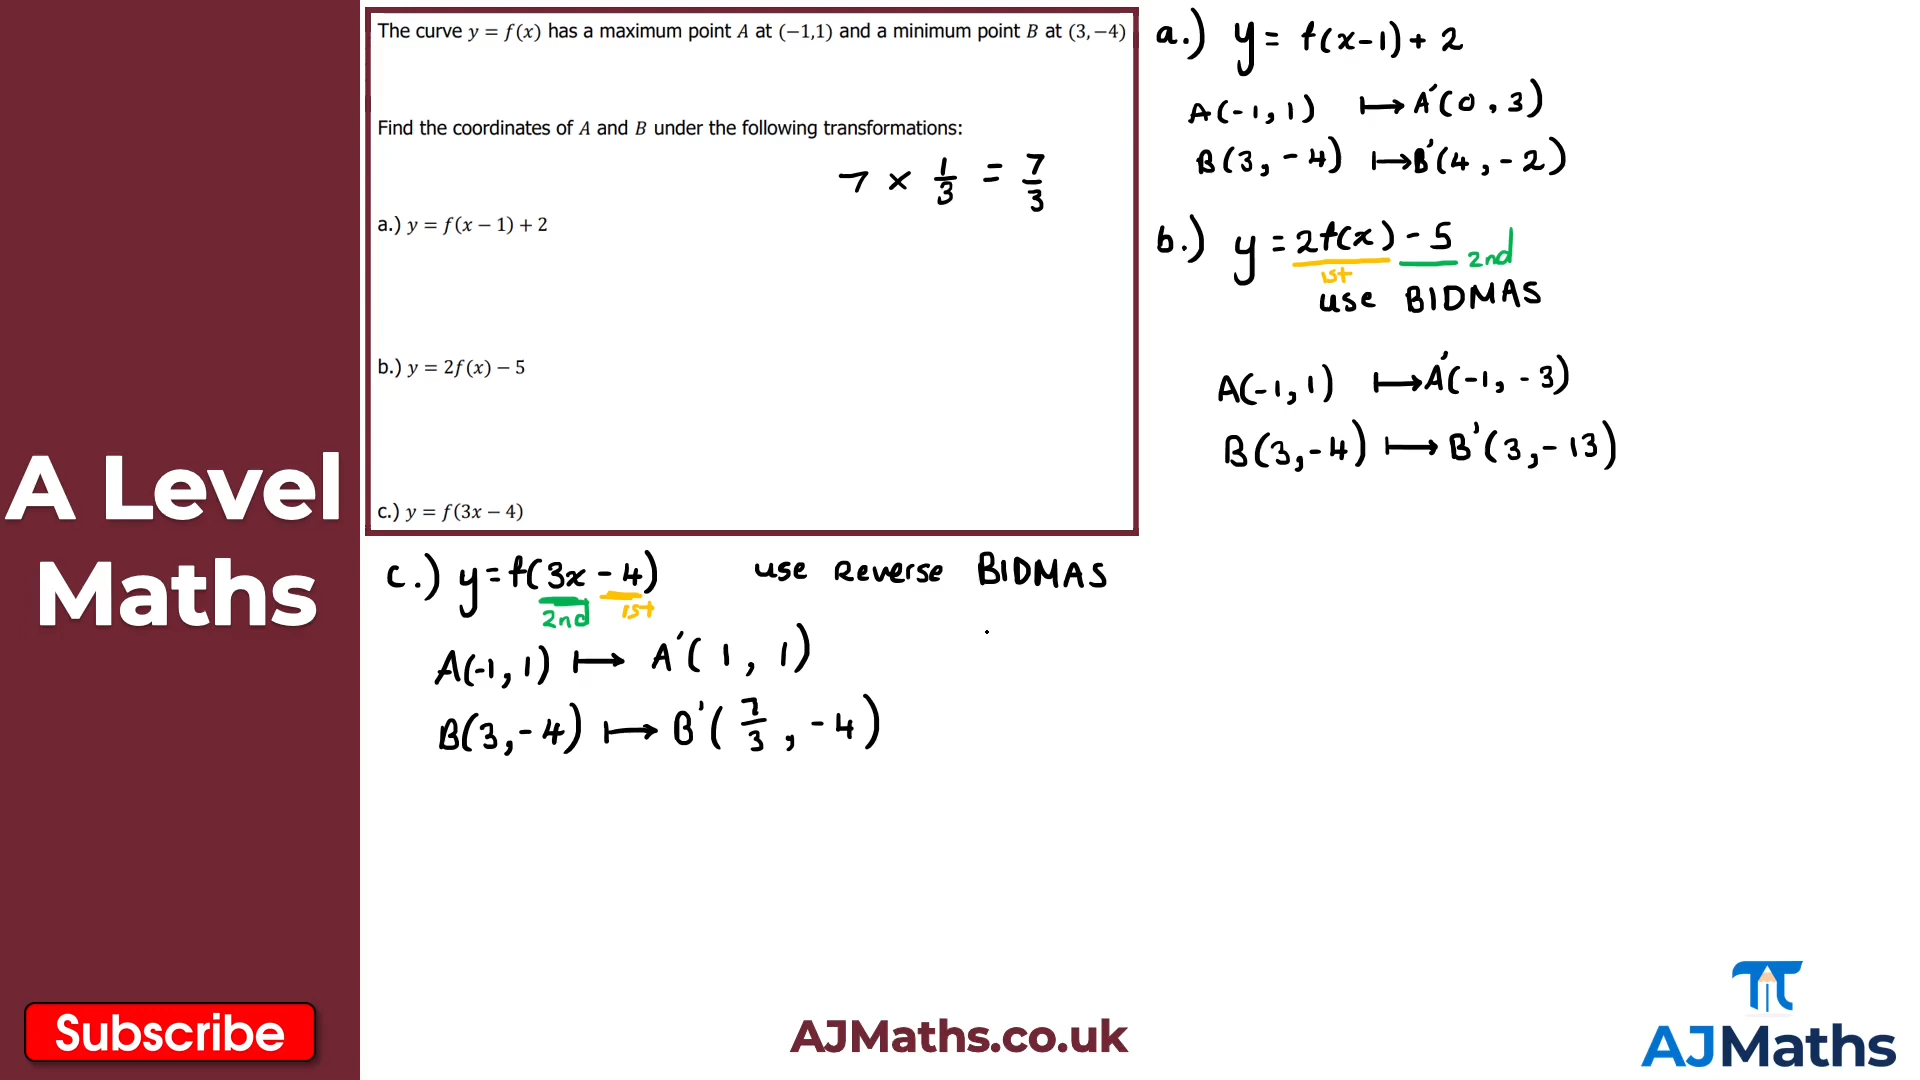 The curve y = f(x) has a maximum point A at (−1,1) and a minimum point B at (3,−4)
Find the coordinates of A and B under the following transformations:
7 × 1/3 = 7/3
a.) y = f(x − 1) + 2
b.) y = 2f(x) − 5
c.) y = f(3x − 4)
a.) y = f(x-1) + 2
A(-1, 1) ↦ A'(0, 3)
B(3, -4) ↦ B'(4, -2)
b.) y = 2f(x) - 5 2nd
1st
use BIDMAS
A(-1, 1) ↦ A'(-1, -3)
B(3, -4) ↦ B'(3, -13)
c.) y = f(3x - 4) use Reverse BIDMAS
2nd 1st
A(-1, 1) ↦ A'(1, 1)
B(3, -4) ↦ B'(7/3, -4)
A Level
Maths
Subscribe
AJMaths.co.uk
AJMaths